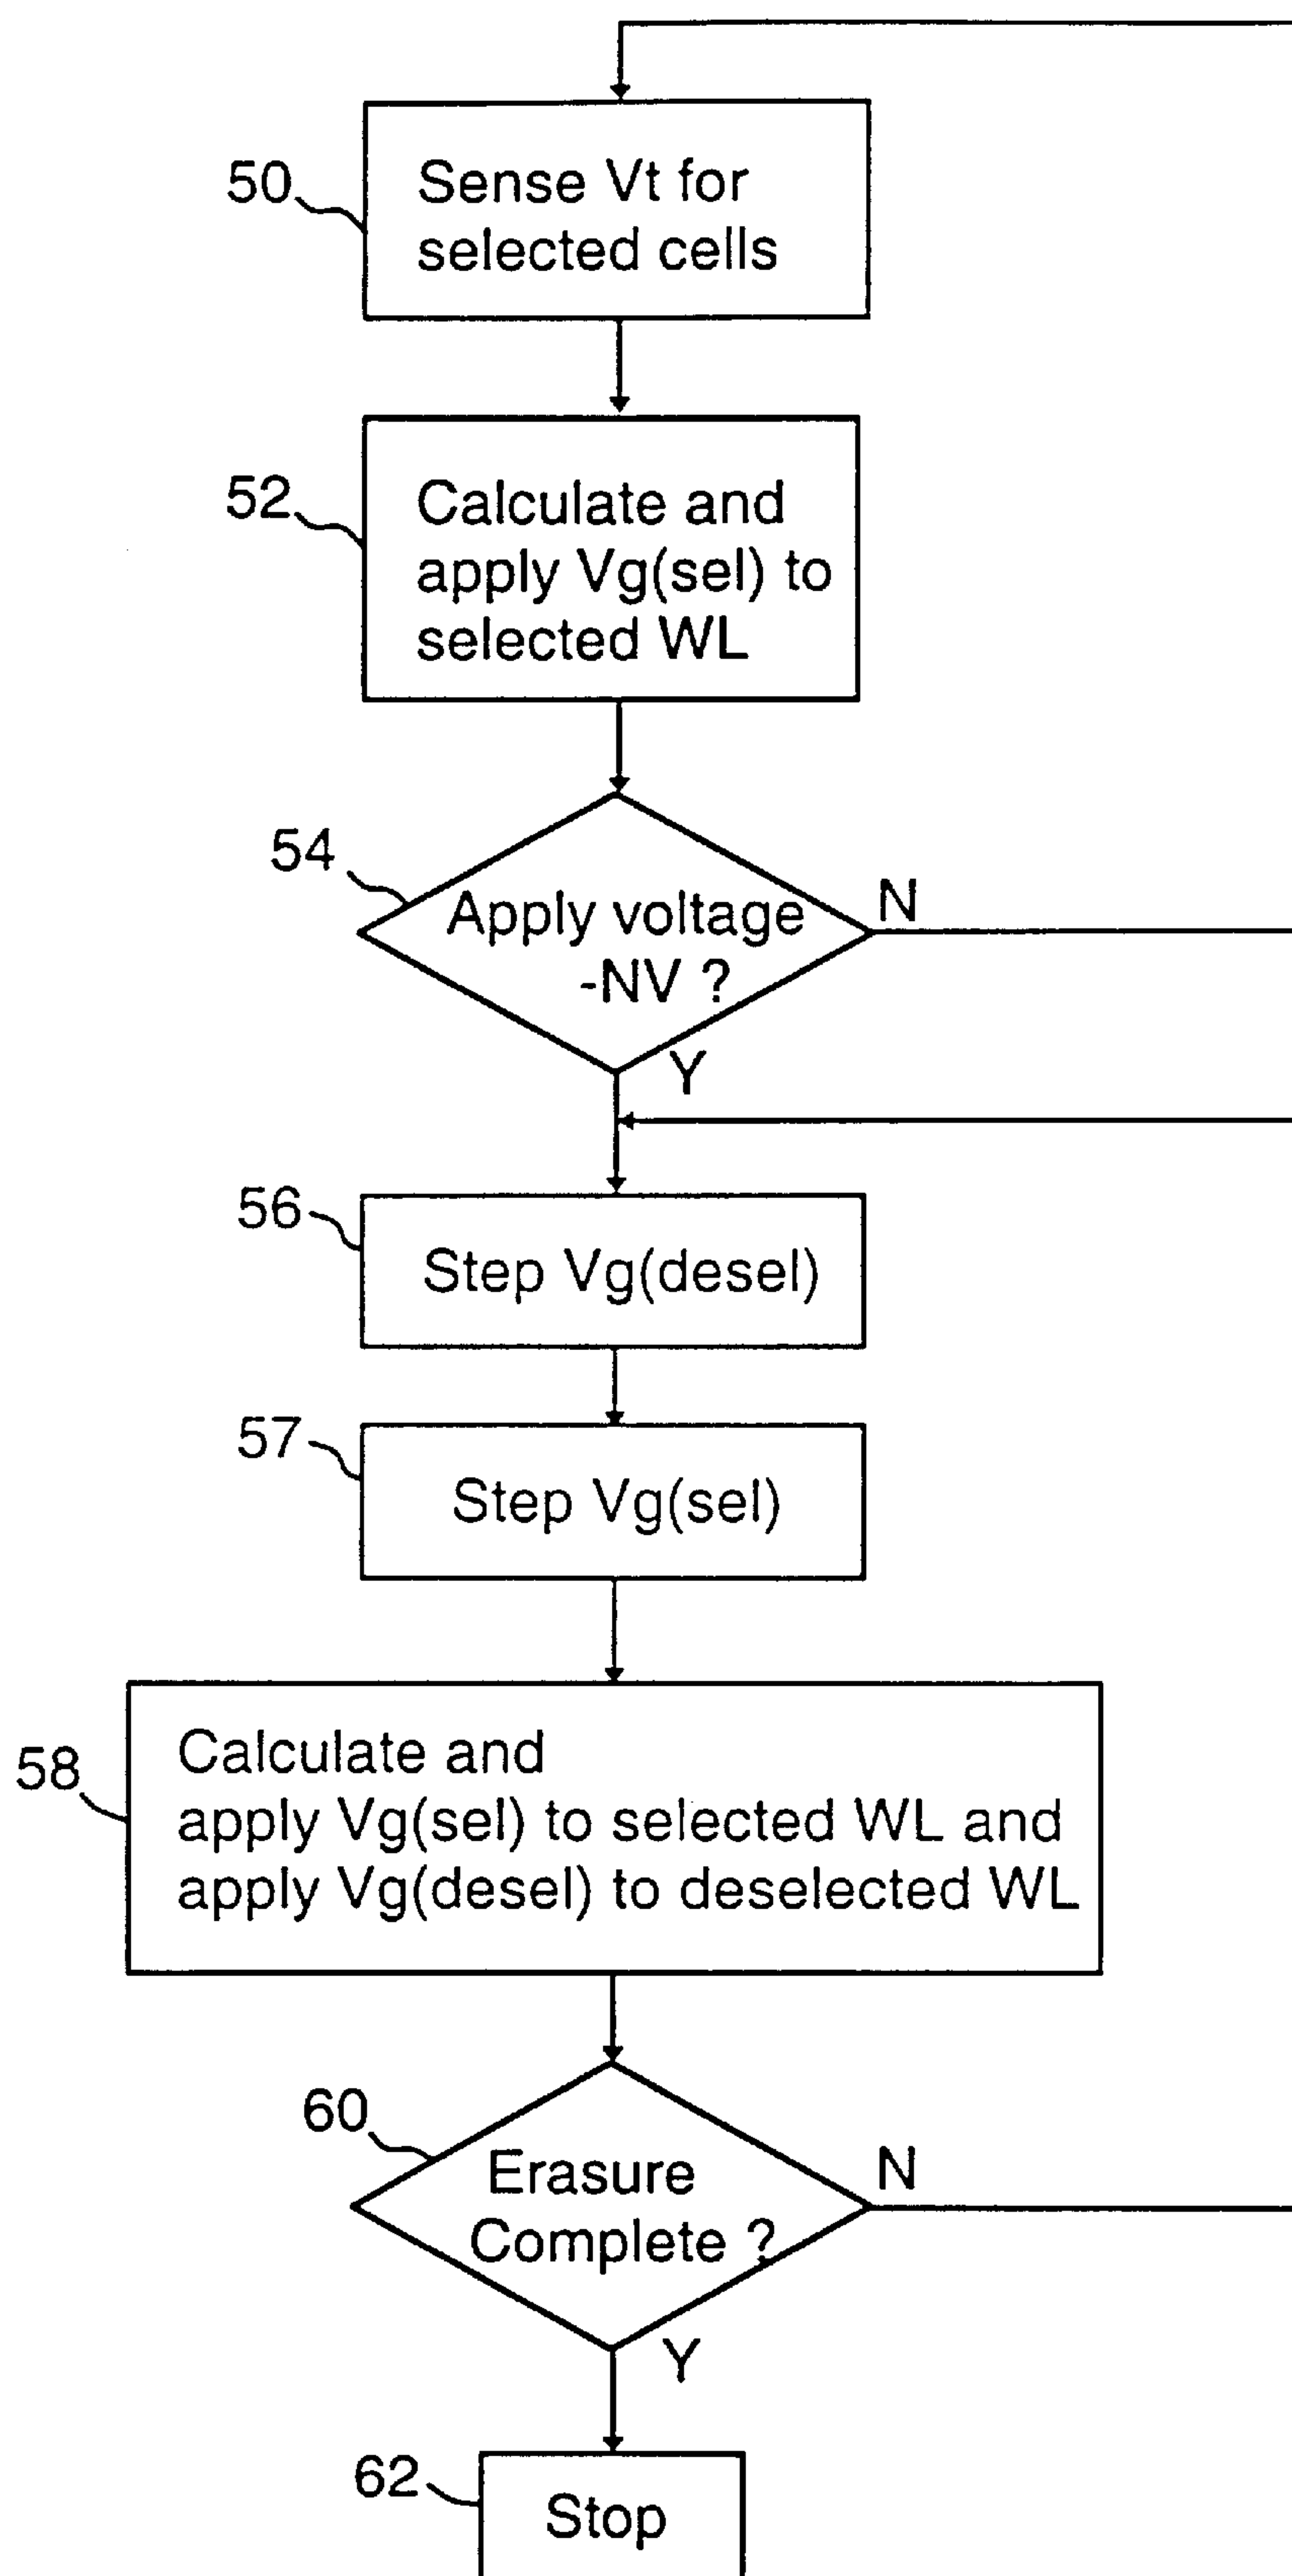 50
Sense Vt for
selected cells
52
Calculate and
apply Vg(sel) to
selected WL
54
Apply voltage
-NV ?
N
Y
56
Step Vg(desel)
57
Step Vg(sel)
58
Calculate and
apply Vg(sel) to selected WL and
apply Vg(desel) to deselected WL
60
Erasure
Complete ?
N
Y
62
Stop